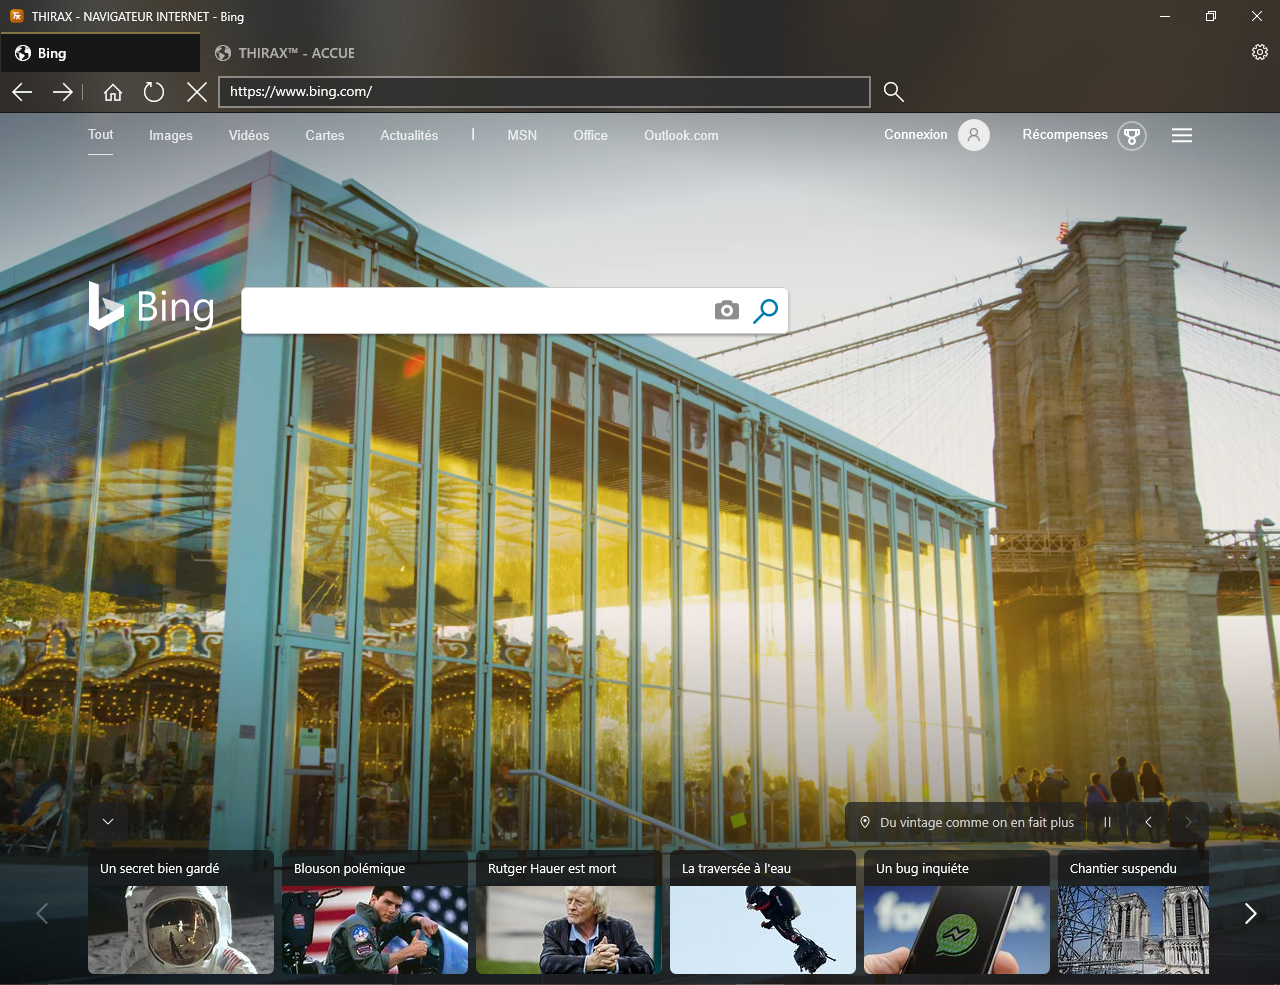 THIRAX - NAVIGATEUR INTERNET - Bing
Bing
THIRAX™ - ACCUE
https://www.bing.com/
Tout Images Vidéos Cartes Actualités | MSN Office Outlook.com Connexion Récompenses
Bing
Du vintage comme on en fait plus
Un secret bien gardé
Blouson polémique
Rutger Hauer est mort
La traversée à l'eau
Un bug inquiéte
Chantier suspendu